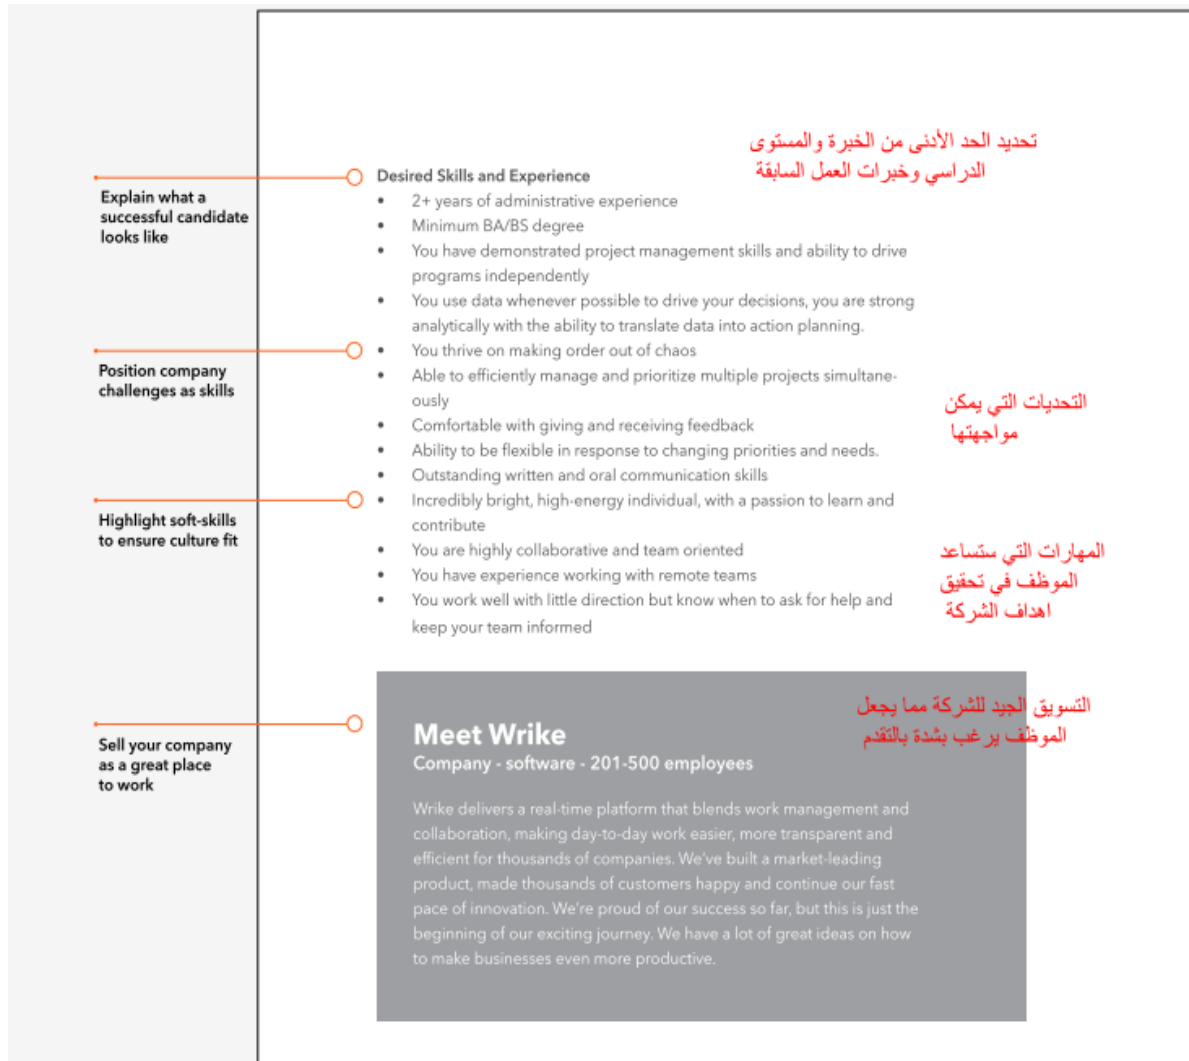 تحديد الحد الأدنى من الخبرة والمستوى
الدراسي وخبرات العمل السابقة
Explain what a
successful candidate
looks like
Desired Skills and Experience
• 2+ years of administrative experience
• Minimum BA/BS degree
• You have demonstrated project management skills and ability to drive
programs independently
• You use data whenever possible to drive your decisions, you are strong
analytically with the ability to translate data into action planning.
Position company
challenges as skills
• You thrive on making order out of chaos
• Able to efficiently manage and prioritize multiple projects simultane-
ously
• Comfortable with giving and receiving feedback
• Ability to be flexible in response to changing priorities and needs.
• Outstanding written and oral communication skills
التحديات التي يمكن
مواجهتها
Highlight soft-skills
to ensure culture fit
• Incredibly bright, high-energy individual, with a passion to learn and
contribute
• You are highly collaborative and team oriented
• You have experience working with remote teams
• You work well with little direction but know when to ask for help and
keep your team informed
المهارات التي ستساعد
الموظف في تحقيق
اهداف الشركة
Sell your company
as a great place
to work
التسويق الجيد للشركة مما يجعل
الموظف يرغب بشدة بالتقدم
Meet Wrike
Company - software - 201-500 employees
Wrike delivers a real-time platform that blends work management and
collaboration, making day-to-day work easier, more transparent and
efficient for thousands of companies. We've built a market-leading
product, made thousands of customers happy and continue our fast
pace of innovation. We're proud of our success so far, but this is just the
beginning of our exciting journey. We have a lot of great ideas on how
to make businesses even more productive.